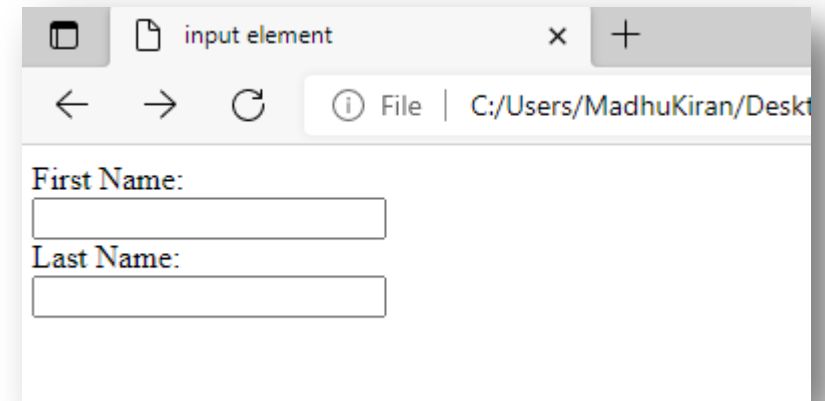 input element
File | C:/Users/MadhuKiran/Deskt
First Name:
Last Name: